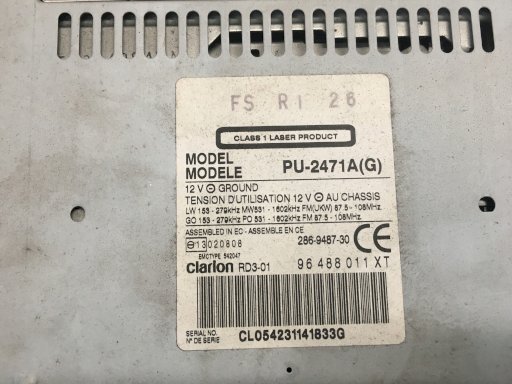 FS R1 26
CLASS 1 LASER PRODUCT
MODEL
MODELE PU-2471A(G)
12 V ⊖ GROUND
TENSION D'UTILISATION 12 V ⊖ AU CHASSIS
LW 153 - 279kHz MW531 - 1602kHz FM(UKW) 87.5 - 108MHz
GO 153 - 279kHz PO 531 - 1602kHz FM 87.5 - 108MHz
ASSEMBLED IN EC - ASSEMBLE EN CE
13020808 286-9487-30 CE
EMCTYPE 542047
clarion RD3-01 96 488 011 XT
SERIAL NO
N° DE SERIE CL054231141833G